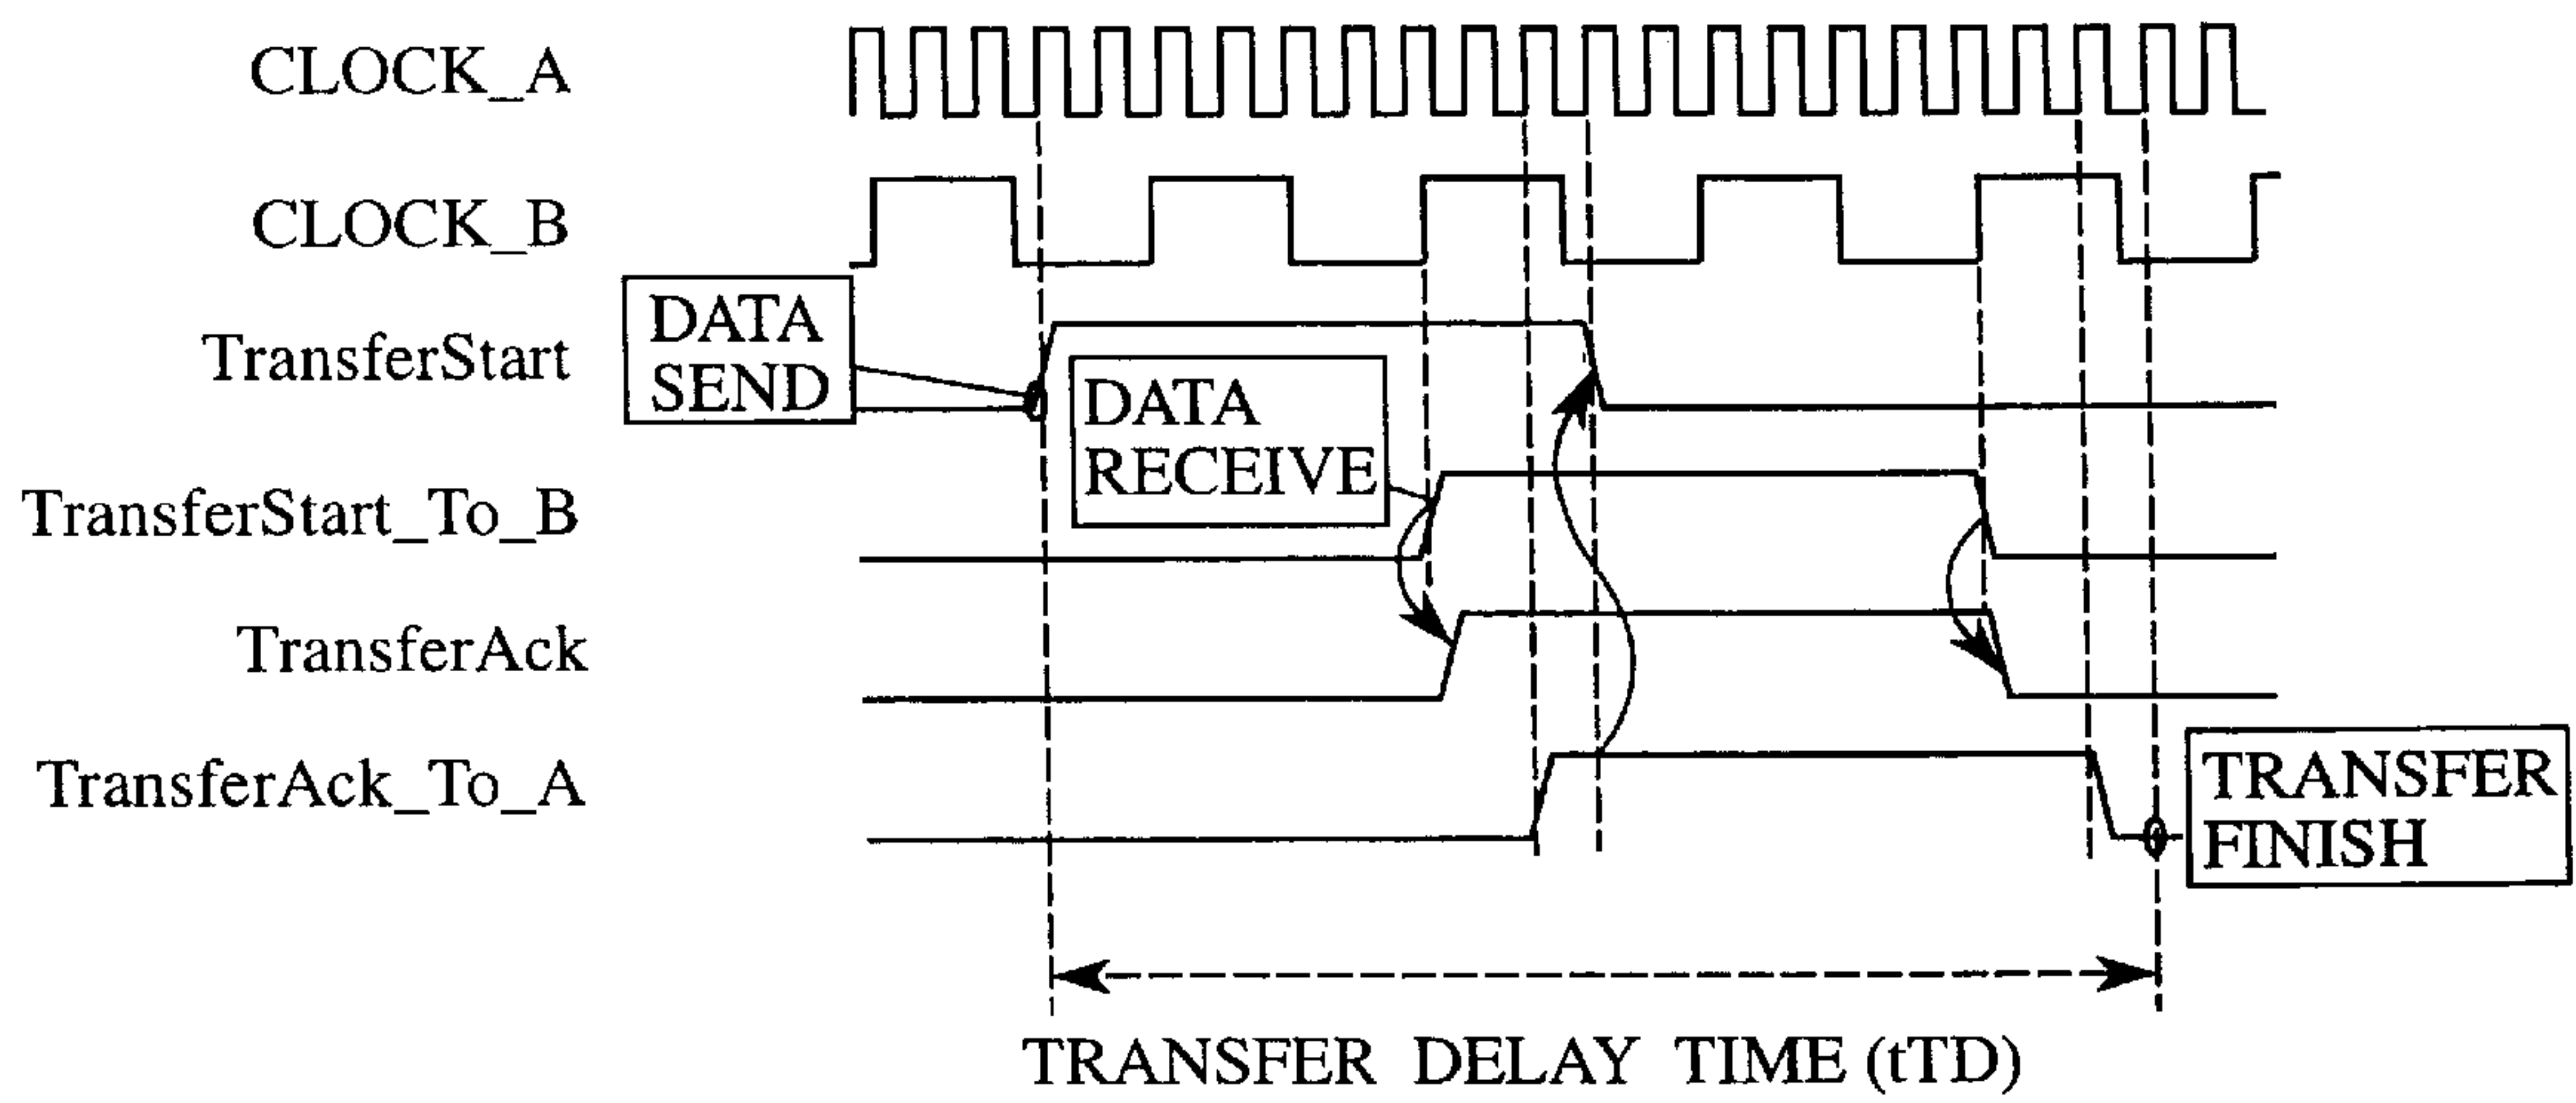 CLOCK_A
CLOCK_B
DATA
SEND
TransferStart
DATA
RECEIVE
TransferStart_To_B
TransferAck
TransferAck_To_A
TRANSFER
FINISH
TRANSFER DELAY TIME (tTD)